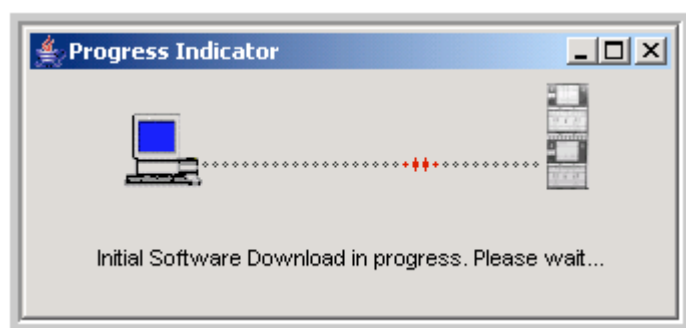 Progress Indicator
Initial Software Download in progress. Please wait...